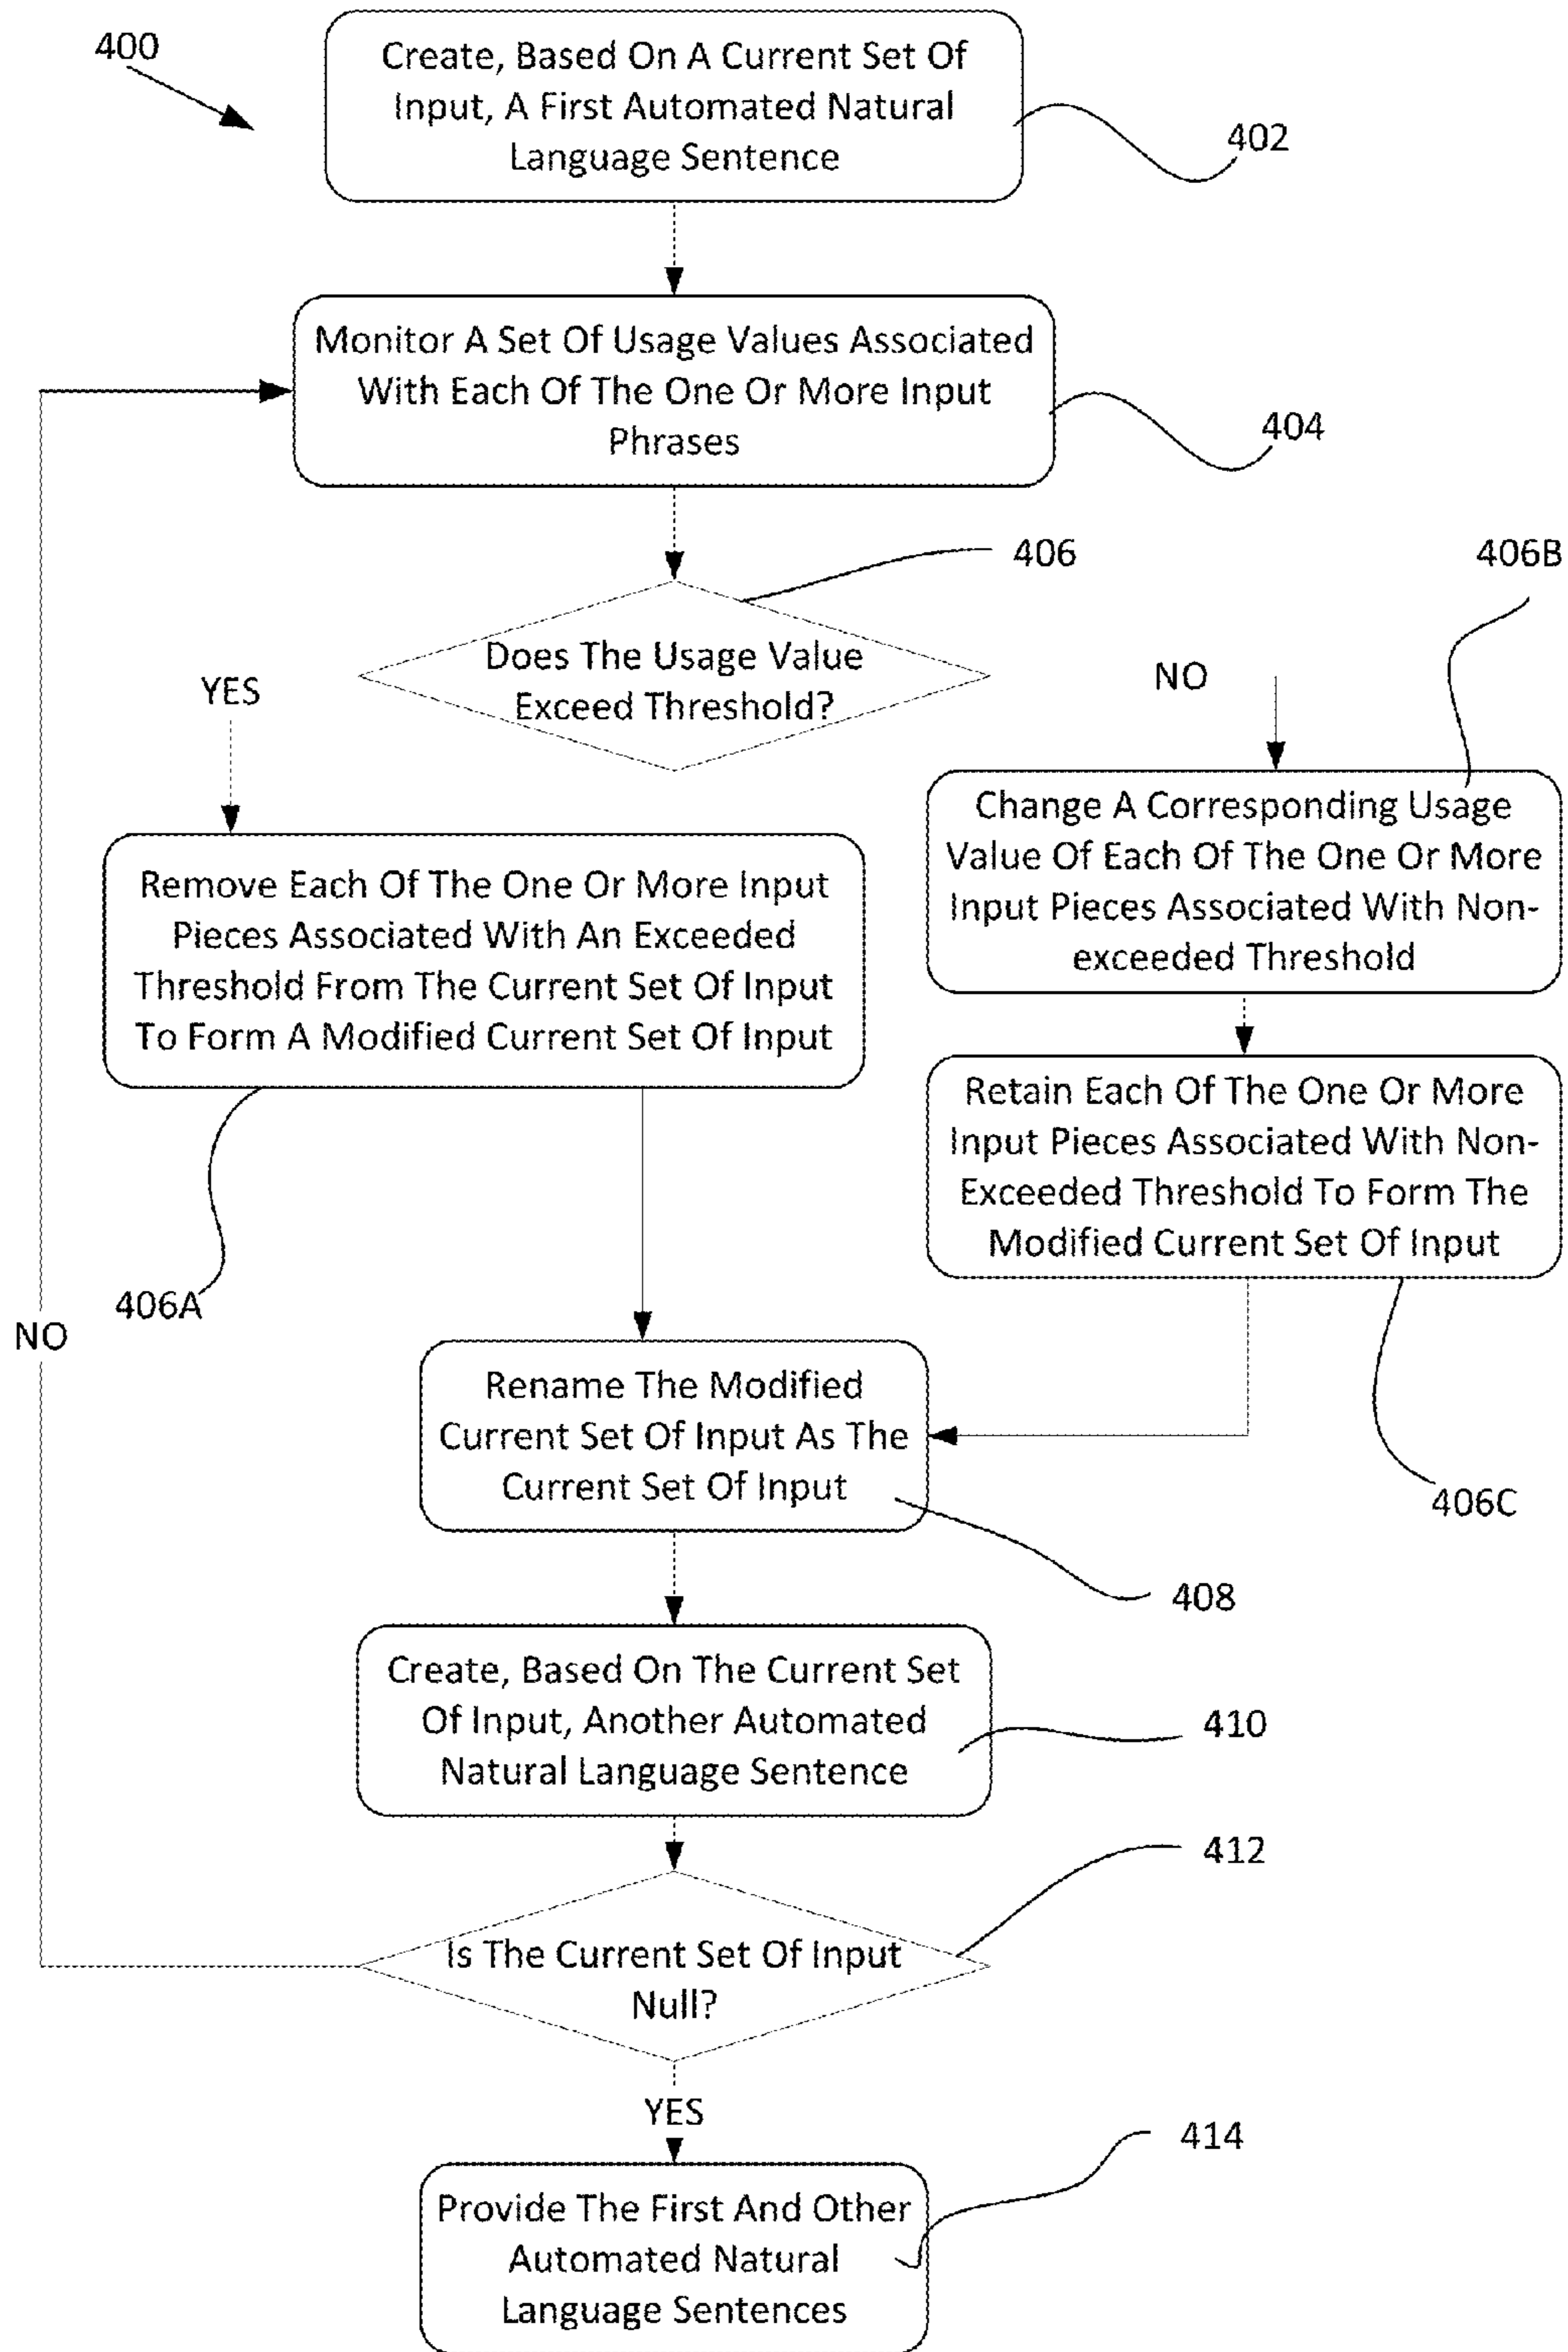 400
Create, Based On A Current Set Of
Input, A First Automated Natural
Language Sentence
402
Monitor A Set Of Usage Values Associated
With Each Of The One Or More Input
Phrases
404
406
406B
Does The Usage Value
Exceed Threshold?
YES
NO
Change A Corresponding Usage
Value Of Each Of The One Or More
Input Pieces Associated With Non-
exceeded Threshold
Remove Each Of The One Or More Input
Pieces Associated With An Exceeded
Threshold From The Current Set Of Input
To Form A Modified Current Set Of Input
Retain Each Of The One Or More
Input Pieces Associated With Non-
Exceeded Threshold To Form The
Modified Current Set Of Input
406A
NO
Rename The Modified
Current Set Of Input As The
Current Set Of Input
406C
408
Create, Based On The Current Set
Of Input, Another Automated
Natural Language Sentence
410
412
Is The Current Set Of Input
Null?
YES
414
Provide The First And Other
Automated Natural
Language Sentences